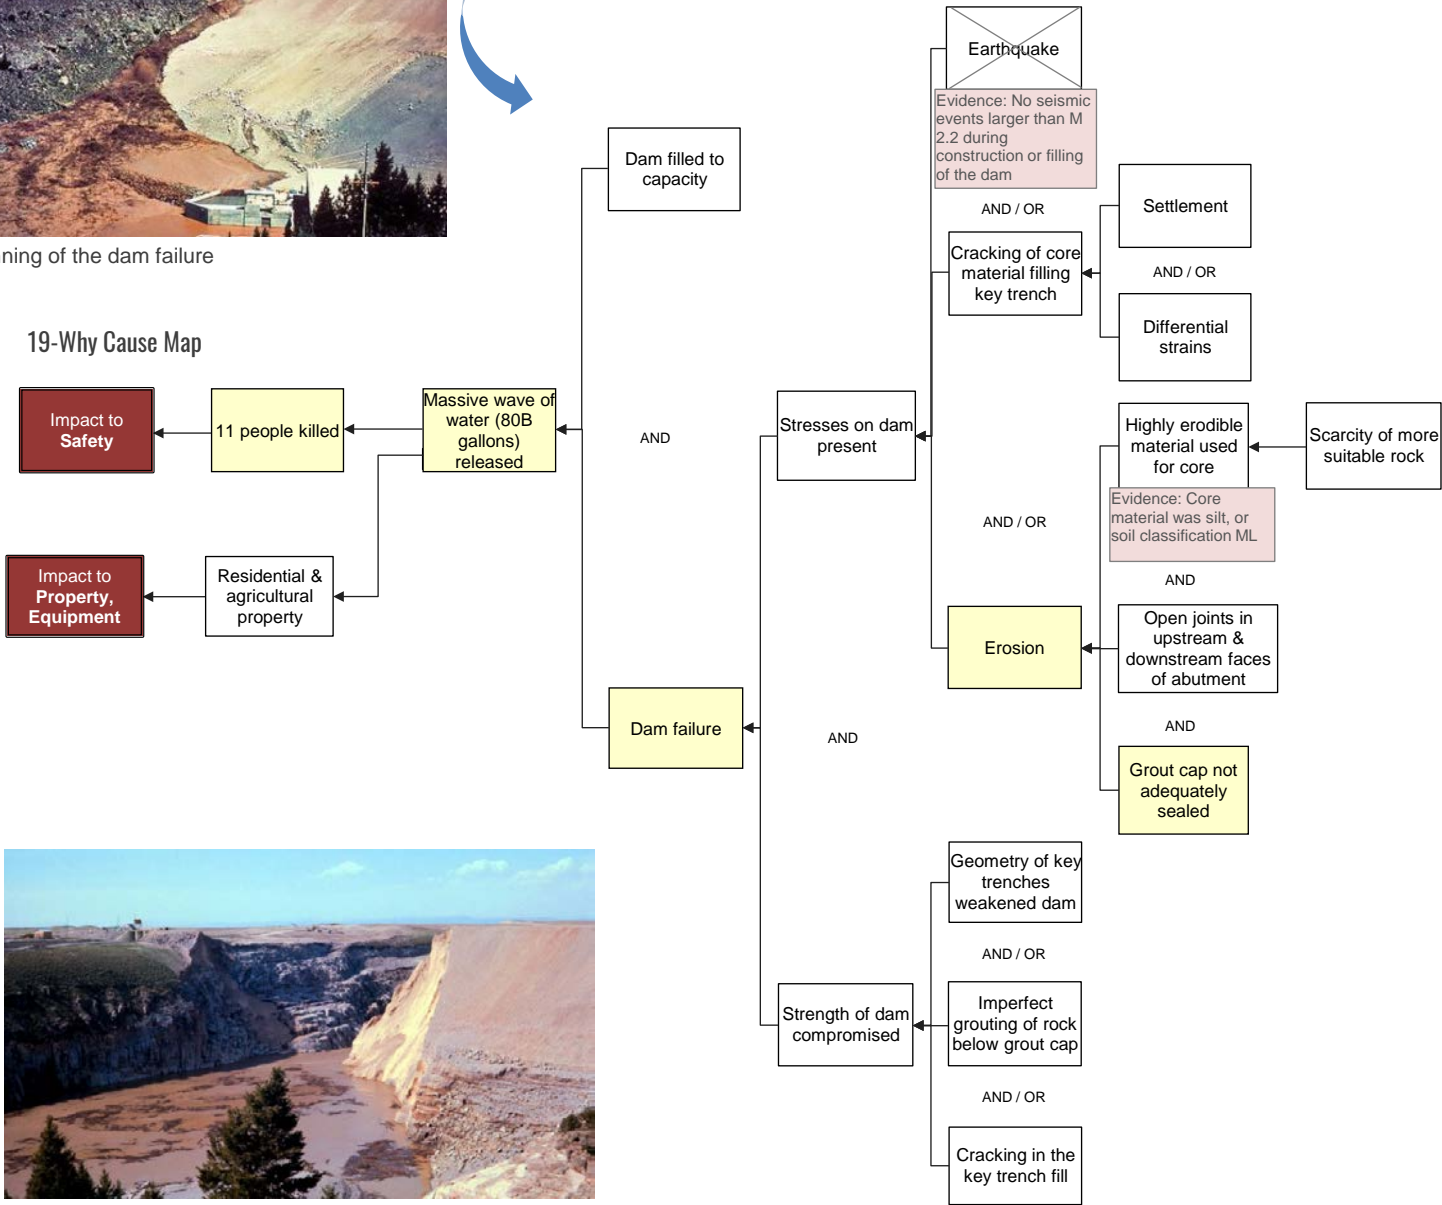 ning of the dam failure
19-Why Cause Map
Impact to
Safety
11 people killed
Massive wave of
water (80B
gallons)
released
Impact to
Property,
Equipment
Residential &
agricultural
property
Dam filled to
capacity
AND
Dam failure
Stresses on dam
present
AND
Strength of dam
compromised
Earthquake
Evidence: No seismic
events larger than M
2.2 during
construction or filling
of the dam
AND / OR
Cracking of core
material filling
key trench
AND / OR
Erosion
Settlement
AND / OR
Differential
strains
Highly erodible
material used
for core
Evidence: Core
material was silt, or
soil classification ML
Scarcity of more
suitable rock
AND
Open joints in
upstream &
downstream faces
of abutment
AND
Grout cap not
adequately
sealed
Geometry of key
trenches
weakened dam
AND / OR
Imperfect
grouting of rock
below grout cap
AND / OR
Cracking in the
key trench fill